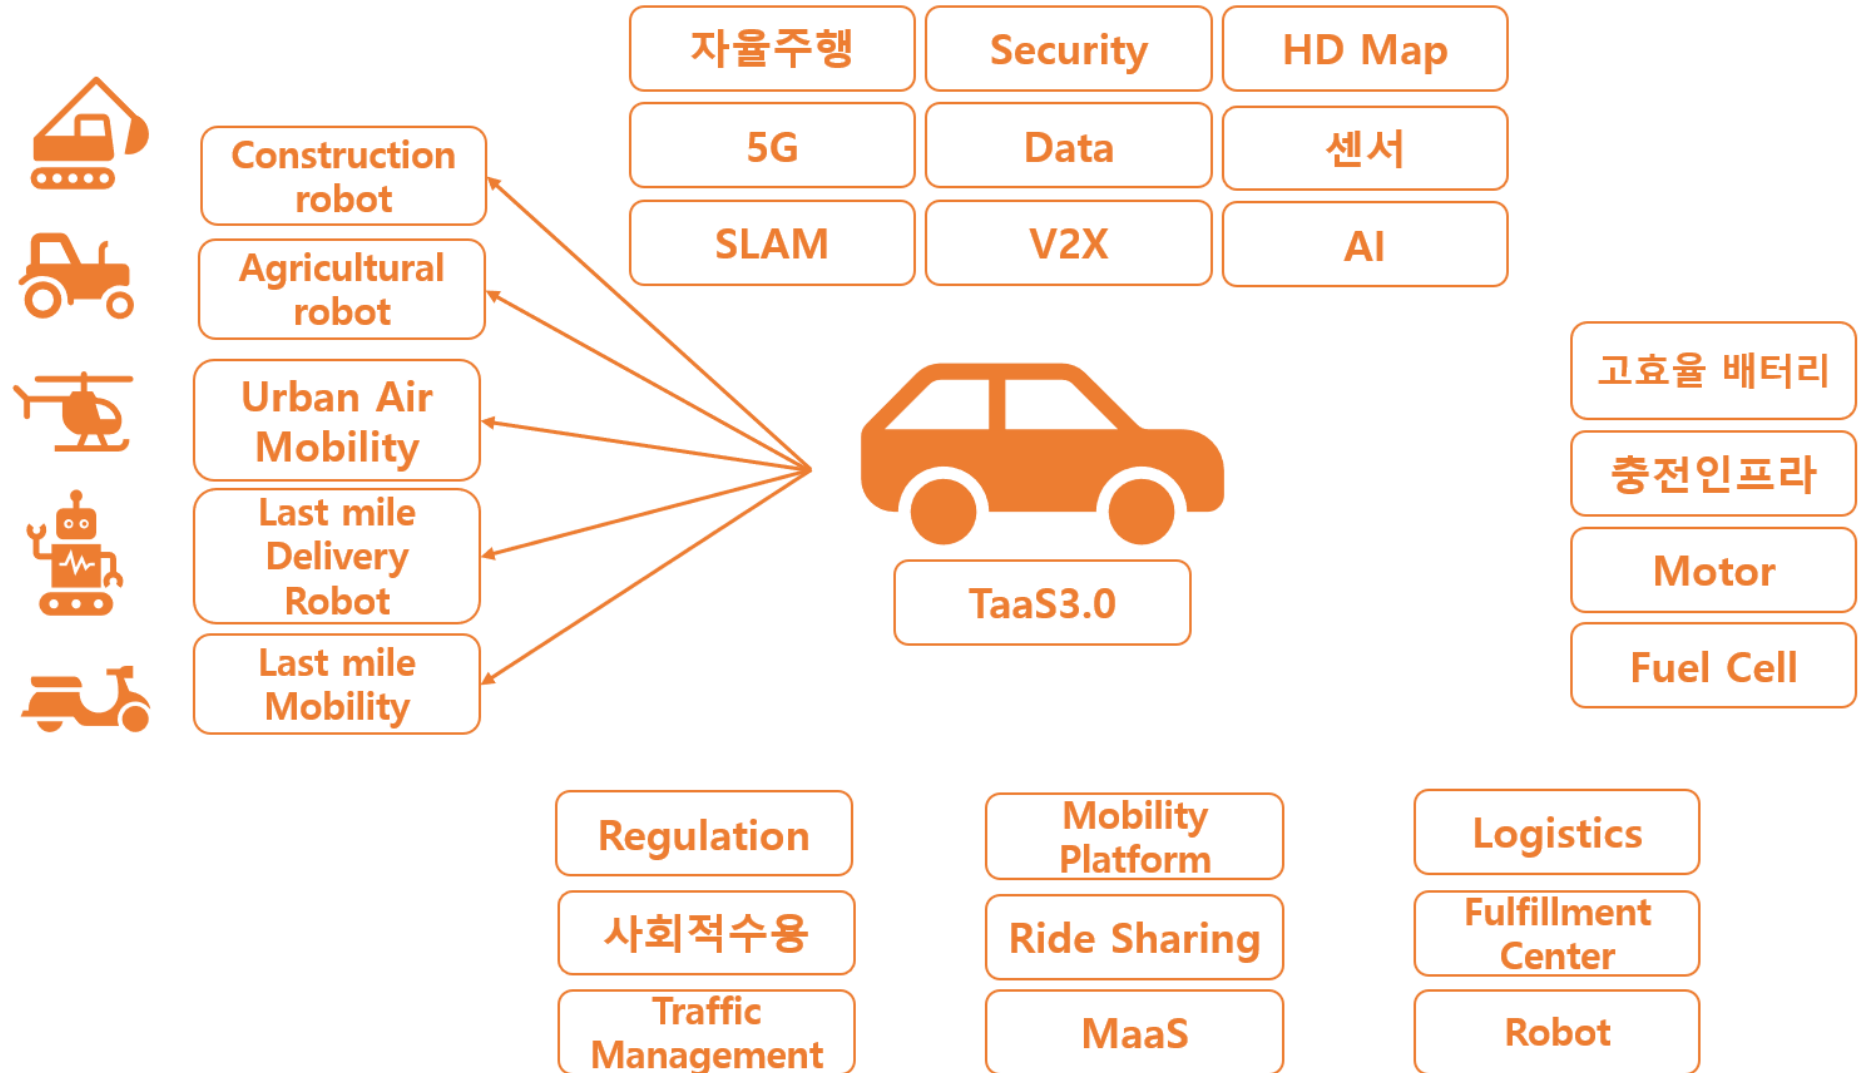 자율주행
Security
HD Map
5G
Data
센서
SLAM
V2X
AI
Construction
robot
Agricultural
robot
Urban Air
Mobility
Last mile
Delivery
Robot
Last mile
Mobility
TaaS3.0
고효율 배터리
충전인프라
Motor
Fuel Cell
Regulation
사회적수용
Traffic
Management
Mobility
Platform
Ride Sharing
MaaS
Logistics
Fulfillment
Center
Robot